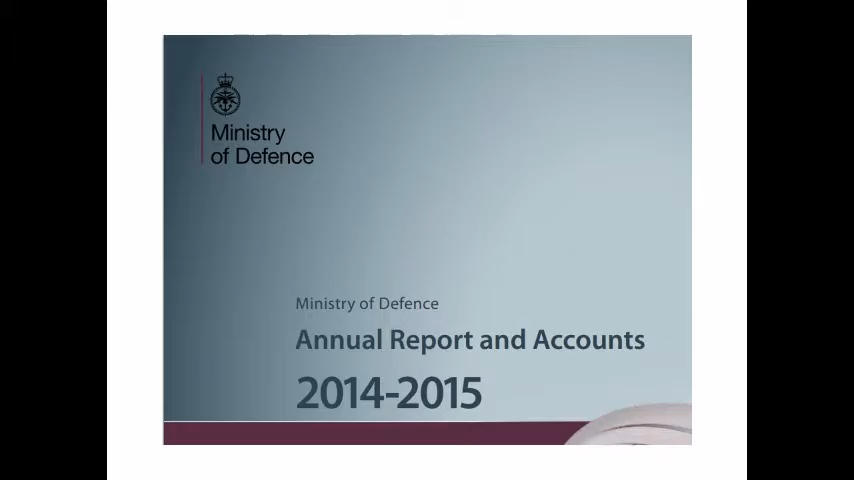 Ministry
of Defence
Ministry of Defence
Annual Report and Accounts
2014-2015